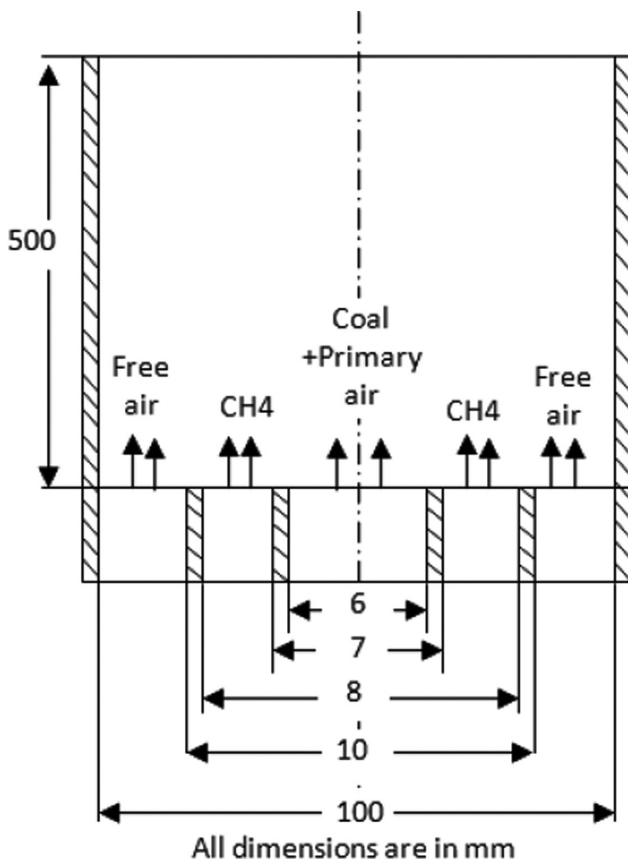 500
Coal
+Primary
air
Free
air
CH4
CH4
Free
air
6
7
8
10
100
All dimensions are in mm